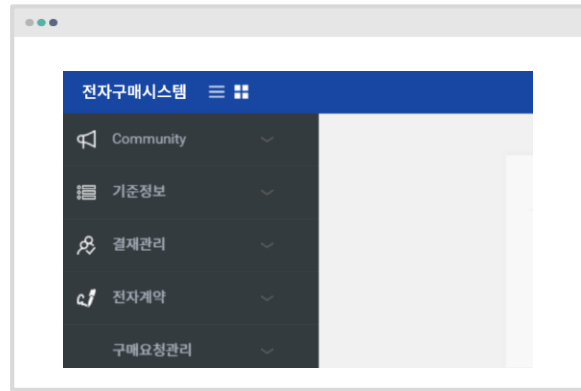 전자구매시스템
Community
기준정보
결재관리
전자계약
구매요청관리